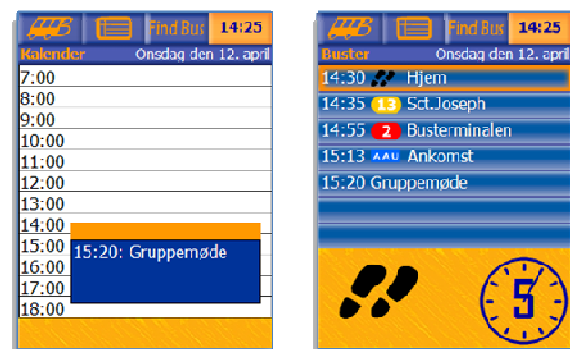 Find Bus 14:25
Kalender Onsdag den 12. april
7:00
8:00
9:00
10:00
11:00
12:00
13:00
14:00
15:00
15:20: Gruppemøde
16:00
17:00
18:00
Find Bus 14:25
Buster Onsdag den 12. april
14:30 Hjem
14:35 13 Sct.Joseph
14:55 2 Busterminalen
15:13 AAU Ankomst
15:20 Gruppemøde
5